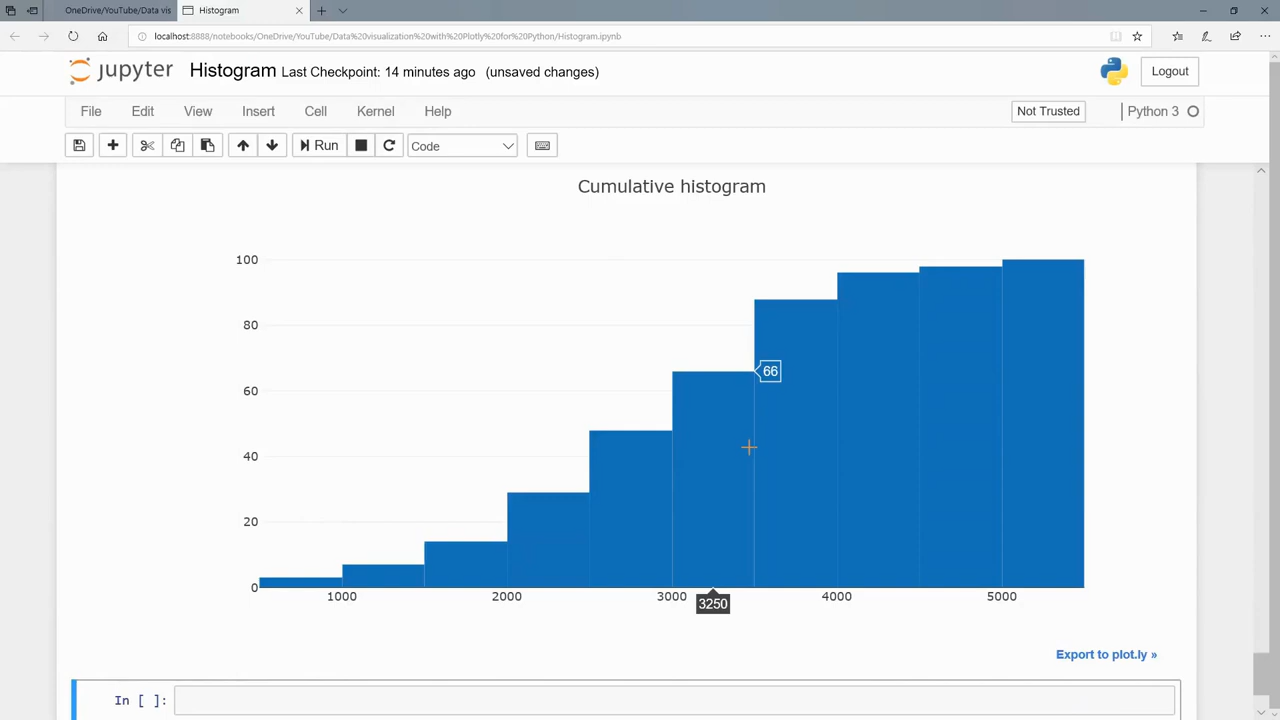 OneDrive/YouTube/Data vis
Histogram
localhost:8888/notebooks/OneDrive/YouTube/Data%20visualization%20with%20Plotly%20for%20Python/Histogram.ipynb
jupyter Histogram Last Checkpoint: 14 minutes ago (unsaved changes) Logout
File Edit View Insert Cell Kernel Help Not Trusted Python 3
Run Code
Cumulative histogram
100
80
66
60
40
20
0
1000 2000 3000 4000 5000
3250
Export to plot.ly »
In [ ]: